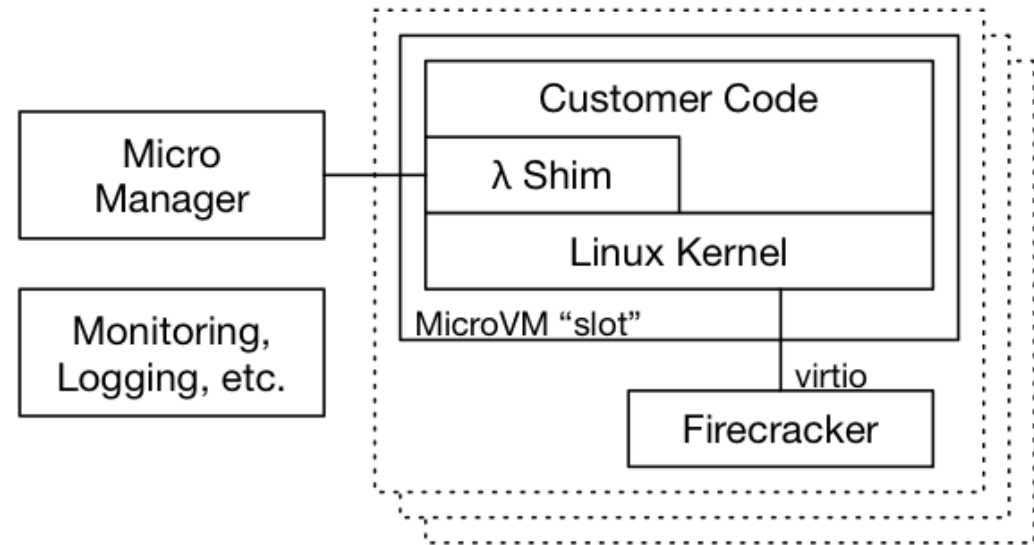 Micro
Manager
Monitoring,
Logging, etc.
Customer Code
λ Shim
Linux Kernel
MicroVM “slot”
virtio
Firecracker